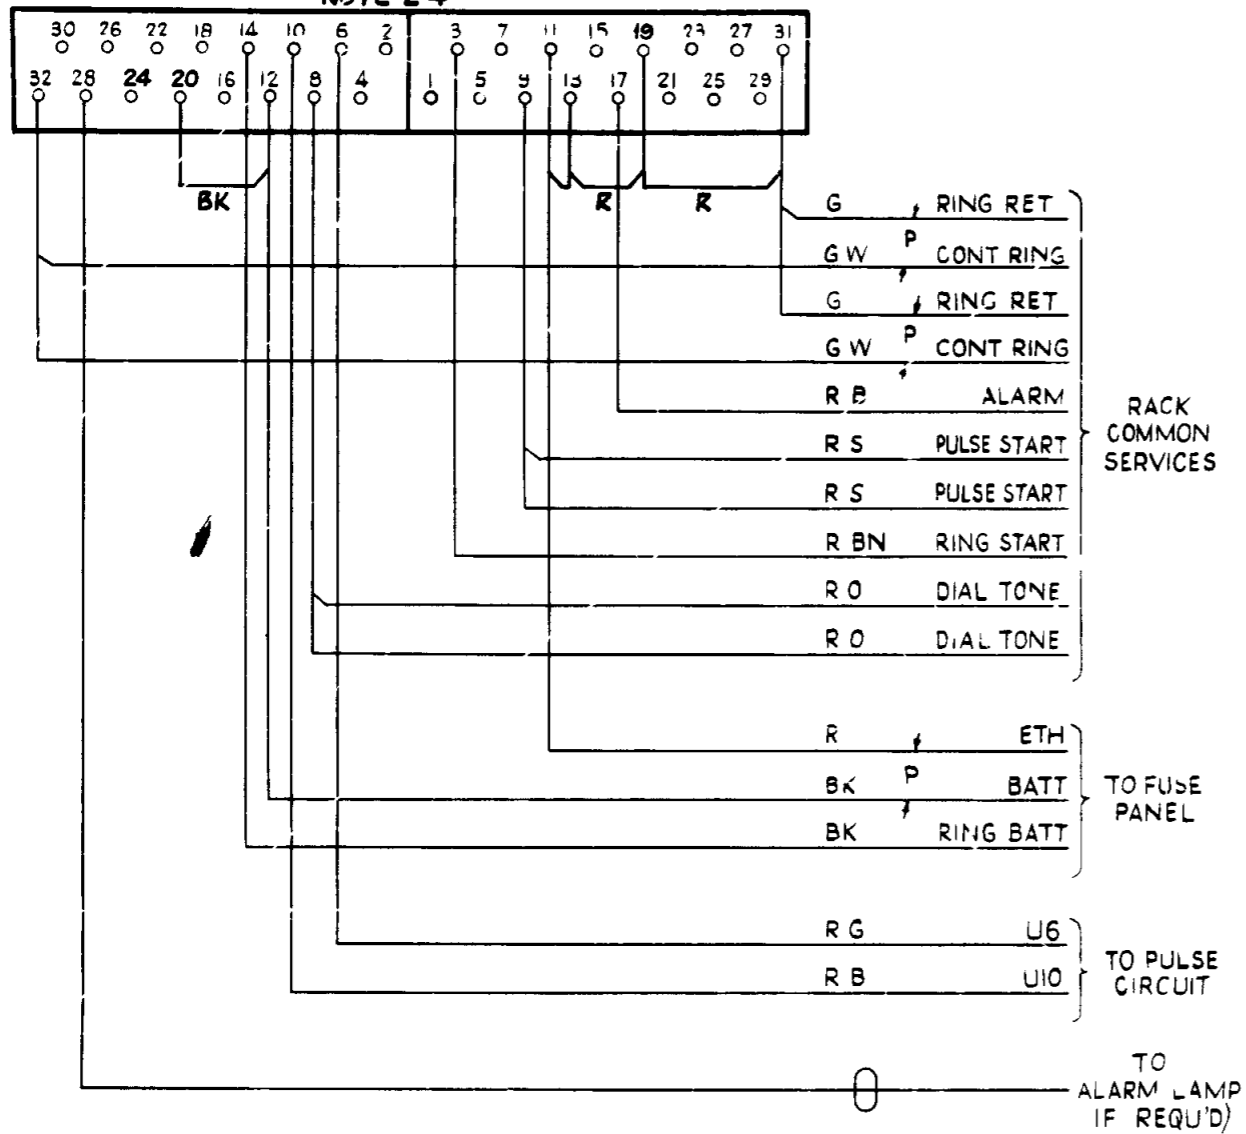 NOTE 2 4
30 26 22 18 14 10 6 2 3 7 11 15 19 23 27 31
32 28 24 20 16 12 8 4 1 5 9 13 17 21 25 29
BK R R
G RING RET
P
G W CONT RING
G RING RET
P
G W CONT RING
R B ALARM
R S PULSE START
R S PULSE START
R BN RING START
R O DIAL TONE
R O DIAL TONE
RACK
COMMON
SERVICES
R ETH
P
BK BATT
BK RING BATT
TO FUSE
PANEL
R G U6
R B U10
TO PULSE
CIRCUIT
TO
ALARM LAMP
IF REQU'D)